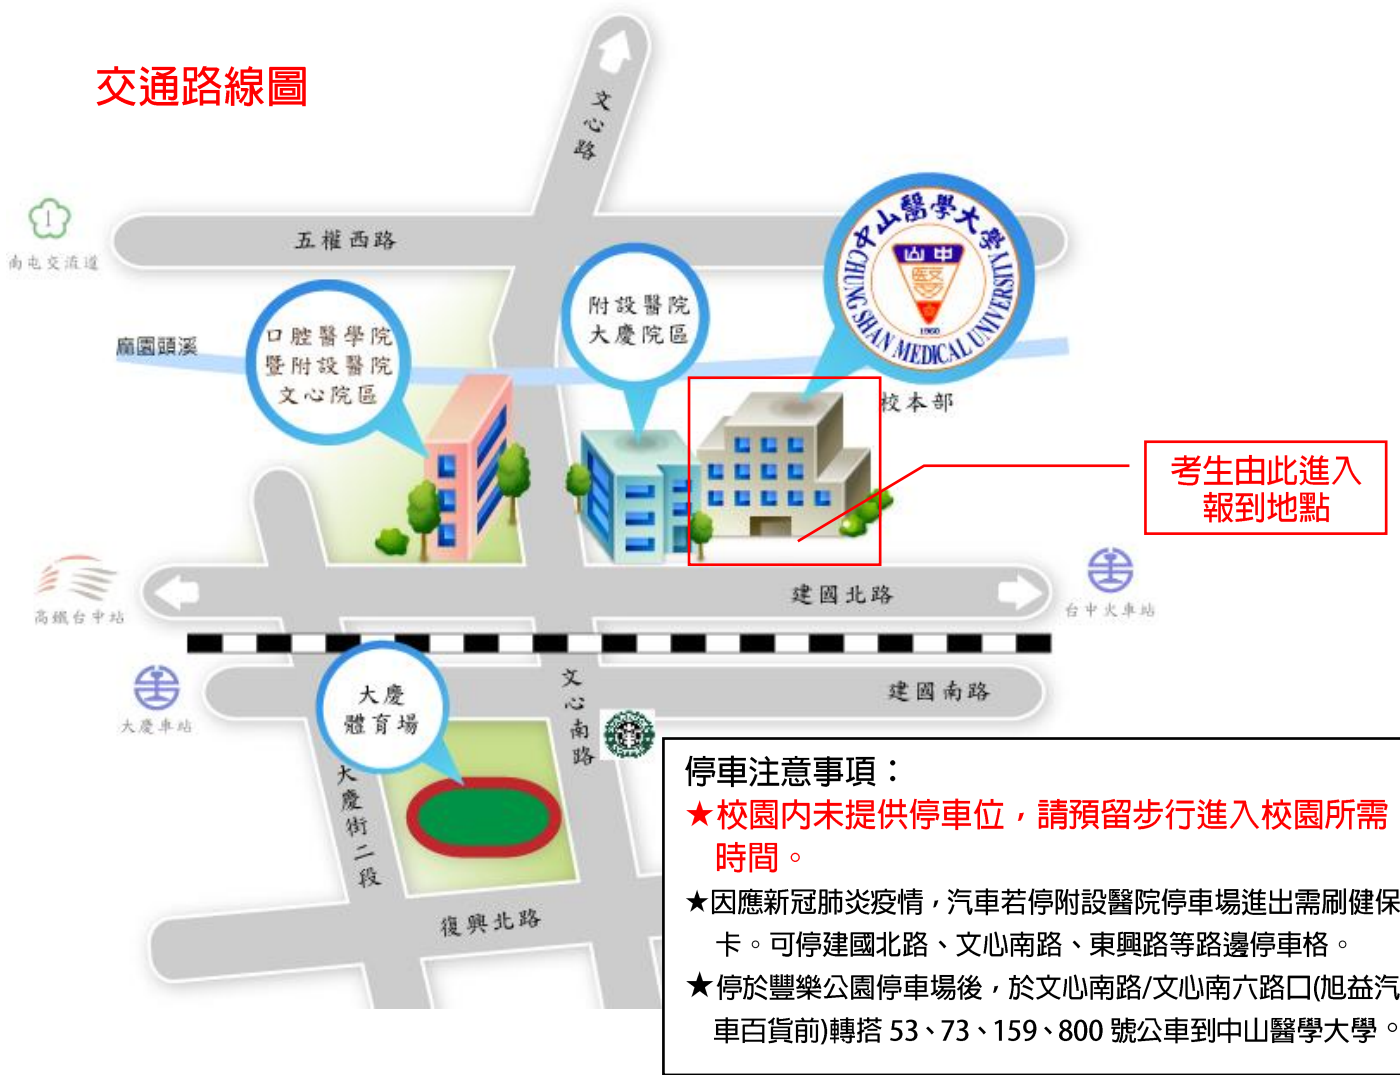 交通路線圖
文心路
中山醫學大學
CHUNG SHAN MEDICAL UNIVERSITY
中山
醫
1960
1
南屯交流道
五權西路
附設醫院
大慶院區
口腔醫學院
暨附設醫院
文心院區
麻園頭溪
校本部
考生由此進入
報到地點
高鐵台中站
建國北路
台中火車站
大慶車站
大慶
體育場
文心南路
建國南路
大慶街二段
復興北路
停車注意事項：
★校園內未提供停車位，請預留步行進入校園所需
時間。
★因應新冠肺炎疫情，汽車若停附設醫院停車場進出需刷健保
卡。可停建國北路、文心南路、東興路等路邊停車格。
★停於豐樂公園停車場後，於文心南路/文心南六路口(旭益汽
車百貨前)轉搭 53、73、159、800 號公車到中山醫學大學。